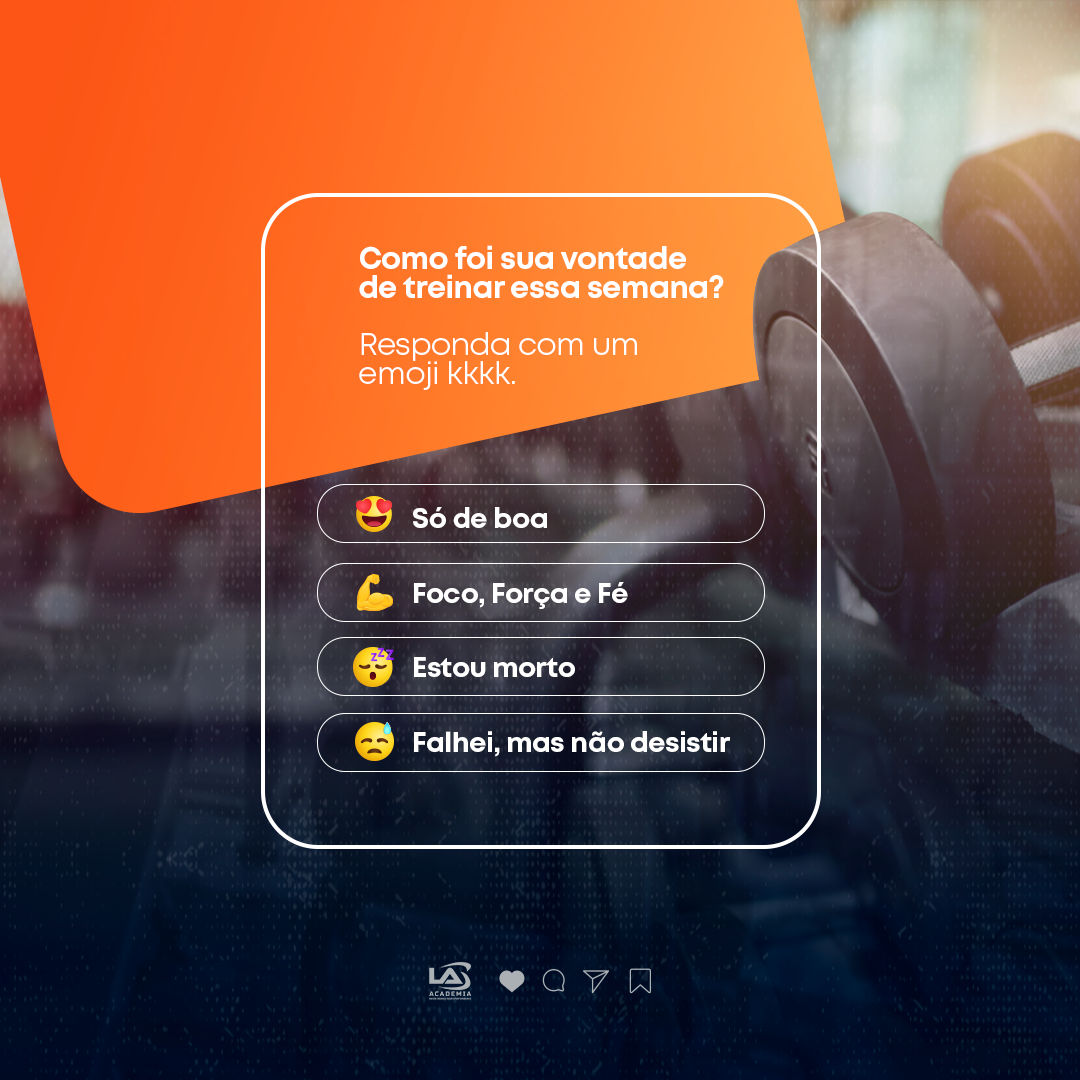 Como foi sua vontade
de treinar essa semana?
Responda com um
emoji kkkk.
😍 Só de boa
💪 Foco, Força e Fé
😴 Estou morto
😓 Falhei, mas não desistir
LAS
ACADEMIA